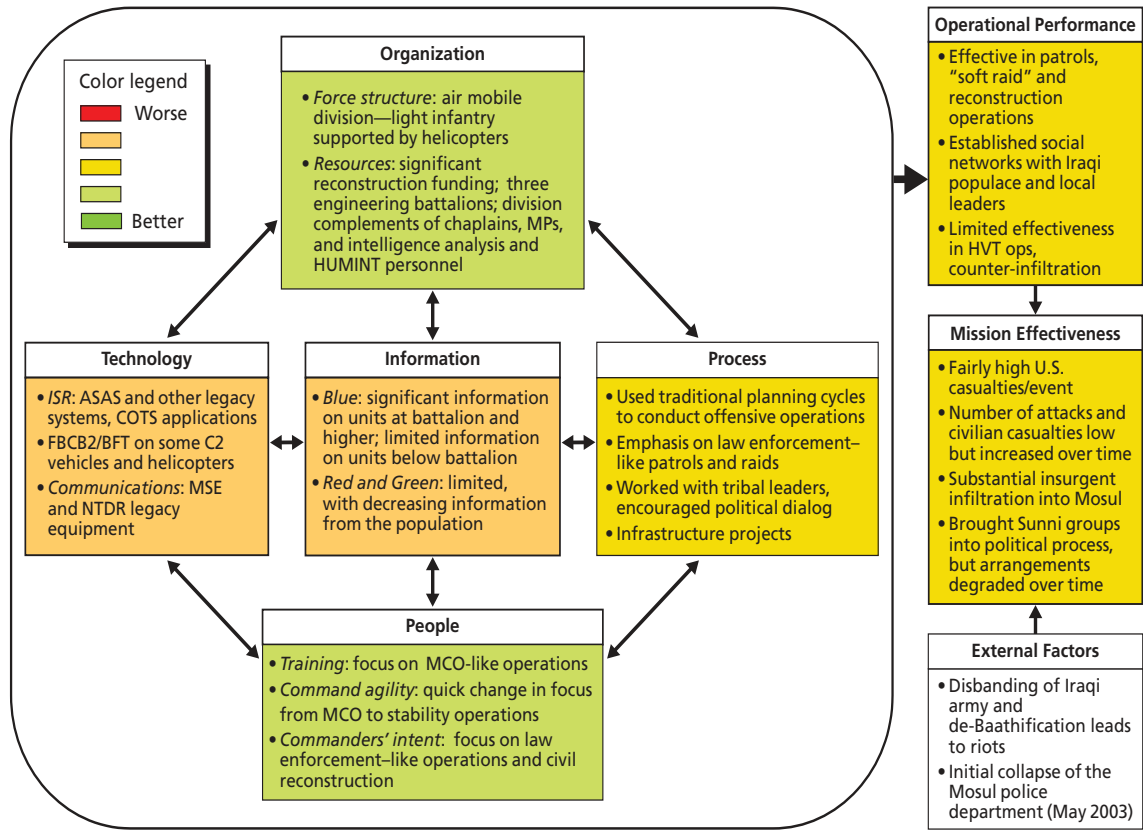 Color legend
Worse
Better
Organization
• Force structure: air mobile
division—light infantry
supported by helicopters
• Resources: significant
reconstruction funding; three
engineering battalions; division
complements of chaplains, MPs,
and intelligence analysis and
HUMINT personnel
Technology
• ISR: ASAS and other legacy
systems, COTS applications
• FBCB2/BFT on some C2
vehicles and helicopters
• Communications: MSE
and NTDR legacy
equipment
Information
• Blue: significant information
on units at battalion and
higher; limited information
on units below battalion
• Red and Green: limited,
with decreasing information
from the population
Process
• Used traditional planning cycles
to conduct offensive operations
• Emphasis on law enforcement–
like patrols and raids
• Worked with tribal leaders,
encouraged political dialog
• Infrastructure projects
People
• Training: focus on MCO-like operations
• Command agility: quick change in focus
from MCO to stability operations
• Commanders’ intent: focus on law
enforcement–like operations and civil
reconstruction
Operational Performance
• Effective in patrols,
“soft raid” and
reconstruction
operations
• Established social
networks with Iraqi
populace and local
leaders
• Limited effectiveness
in HVT ops,
counter-infiltration
Mission Effectiveness
• Fairly high U.S.
casualties/event
• Number of attacks and
civilian casualties low
but increased over time
• Substantial insurgent
infiltration into Mosul
• Brought Sunni groups
into political process,
but arrangements
degraded over time
External Factors
• Disbanding of Iraqi
army and
de-Baathification leads
to riots
• Initial collapse of the
Mosul police
department (May 2003)